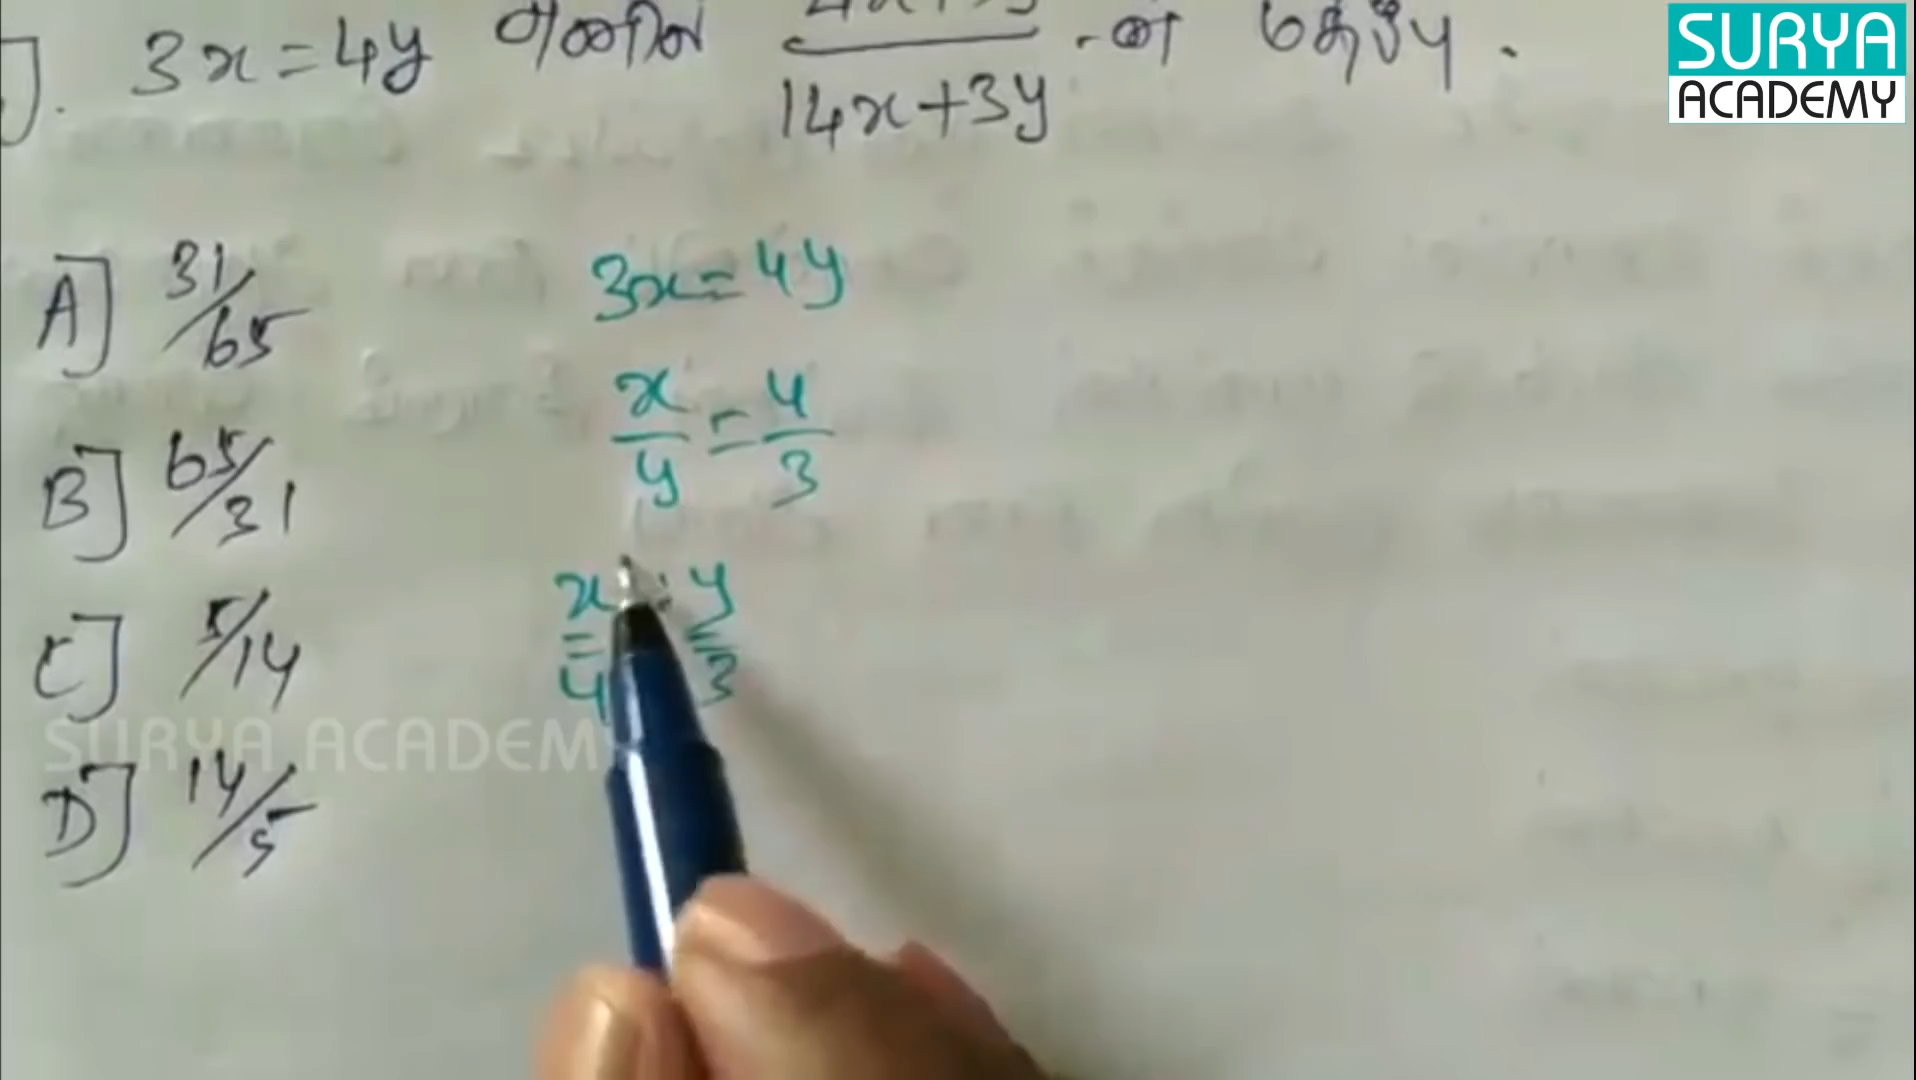 3x=4y எனில் 14x+3y -ன் மதிப்பு .
SURYA
ACADEMY
A] 31/65
3x=4y
x/y = 4/3
B] 65/31
x : y
= =
4 3
C] 5/14
SURYA ACADEMY
D] 14/5